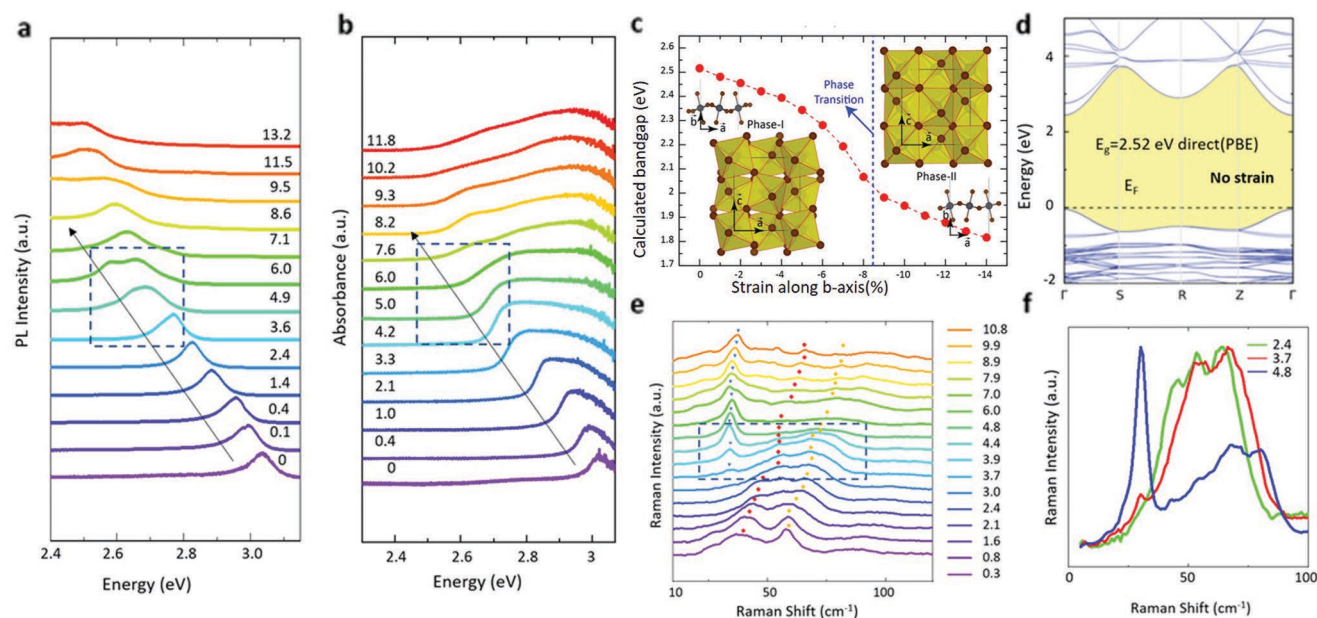 a
PL Intensity (a.u.)
13.2
11.5
9.5
8.6
7.1
6.0
4.9
3.6
2.4
1.4
0.4
0.1
0
2.4
2.6
2.8
3.0
Energy (eV)
b
Absorbance (a.u.)
11.8
10.2
9.3
8.2
7.6
6.0
5.0
4.2
3.3
2.1
1.0
0.4
0
2.4
2.6
2.8
3
Energy (eV)
c
Calculated bandgap (eV)
2.6
2.5
2.4
2.3
2.2
2.1
2.0
1.9
1.8
1.7
Phase
Transition
b
a
Phase-I
c
a
c
a
Phase-II
b
a
0 -2 -4 -6 -8 -10 -12 -14
Strain along b-axis(%)
d
Energy (eV)
4
2
0
-2
Eg=2.52 eV direct(PBE)
EF
No strain
Γ S R Z Γ
e
Raman Intensity (a.u.)
10.8
9.9
8.9
7.9
7.0
6.0
4.8
4.4
3.9
3.7
3.0
2.4
2.1
1.6
0.8
0.3
10 50 100
Raman Shift (cm⁻¹)
f
Raman Intensity (a.u.)
2.4
3.7
4.8
0 50 100
Raman Shift (cm⁻¹)